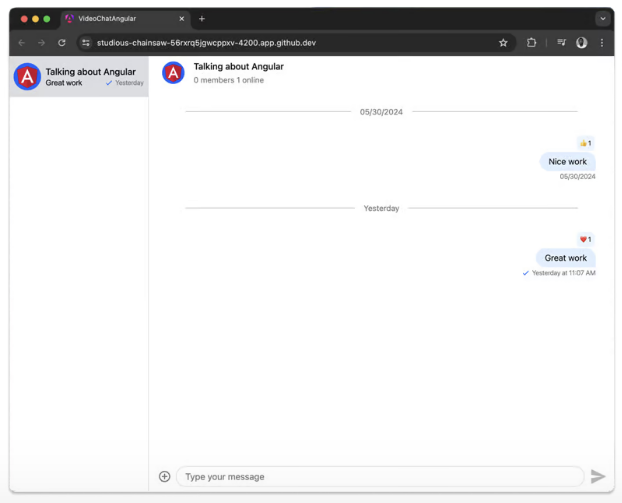 VideoChatAngular
studious-chainsaw-56rxrq5jgwcppxv-4200.app.github.dev
Talking about Angular
Great work
Yesterday
Talking about Angular
0 members 1 online
05/30/2024
👍 1
Nice work
05/30/2024
Yesterday
❤️ 1
Great work
Yesterday at 11:07 AM
Type your message